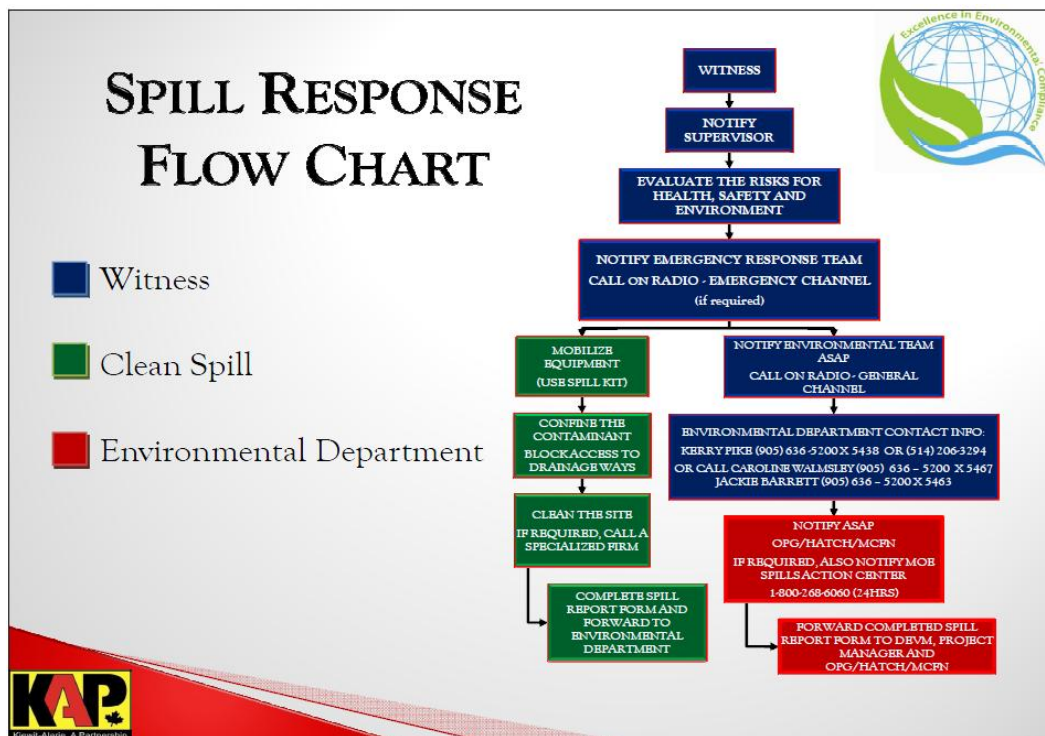 SPILL RESPONSE
FLOW CHART
Witness
Clean Spill
Environmental Department
Excellence in Environmental Compliance
WITNESS
NOTIFY
SUPERVISOR
EVALUATE THE RISKS FOR
HEALTH, SAFETY AND
ENVIRONMENT
NOTIFY EMERGENCY RESPONSE TEAM
CALL ON RADIO - EMERGENCY CHANNEL
(if required)
MOBILIZE
EQUIPMENT
(USE SPILL KIT)
CONFINE THE
CONTAMINANT
BLOCK ACCESS TO
DRAINAGE WAYS
CLEAN THE SITE
IF REQUIRED, CALL A
SPECIALIZED FIRM
COMPLETE SPILL
REPORT FORM AND
FORWARD TO
ENVIRONMENTAL
DEPARTMENT
NOTIFY ENVIRONMENTAL TEAM
ASAP
CALL ON RADIO - GENERAL
CHANNEL
ENVIRONMENTAL DEPARTMENT CONTACT INFO:
KERRY PIKE (905) 636-5200 X 5438 OR (514) 206-3294
OR CALL CAROLINE WALMSLEY (905) 636 – 5200 X 5467
JACKIE BARRETT (905) 636 – 5200 X 5463
NOTIFY ASAP
OPG/HATCH/MCFN
IF REQUIRED, ALSO NOTIFY MOE
SPILLS ACTION CENTER
1-800-268-6060 (24HRS)
FORWARD COMPLETED SPILL
REPORT FORM TO DEVM, PROJECT
MANAGER AND
OPG/HATCH/MCFN
KAP
A Partnership